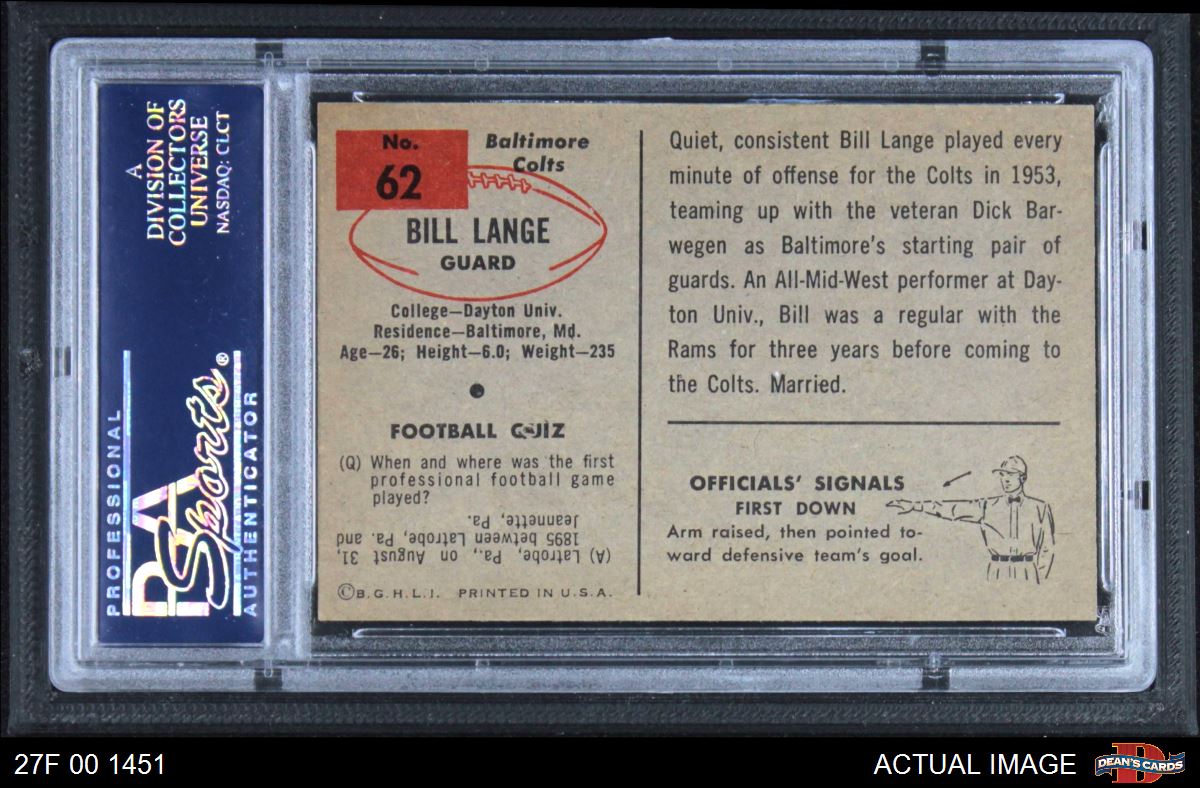 A
DIVISION OF
COLLECTORS
UNIVERSE
NASDAQ: CLCT
PROFESSIONAL
PSA
Sports®
AUTHENTICATOR
No.
62
Baltimore
Colts
BILL LANGE
GUARD
College—Dayton Univ.
Residence—Baltimore, Md.
Age—26; Height—6.0; Weight—235
FOOTBALL QUIZ
(Q) When and where was the first
professional football game
played?
(A) Latrobe, Pa., on August 31,
1895 between Latrobe, Pa. and
Jeannette, Pa.
©B.G.H.L.I. PRINTED IN U.S.A.
Quiet, consistent Bill Lange played every
minute of offense for the Colts in 1953,
teaming up with the veteran Dick Bar-
wegen as Baltimore's starting pair of
guards. An All-Mid-West performer at Day-
ton Univ., Bill was a regular with the
Rams for three years before coming to
the Colts. Married.
OFFICIALS' SIGNALS
FIRST DOWN
Arm raised, then pointed to-
ward defensive team's goal.
27F 00 1451
ACTUAL IMAGE
DEAN'S CARDS